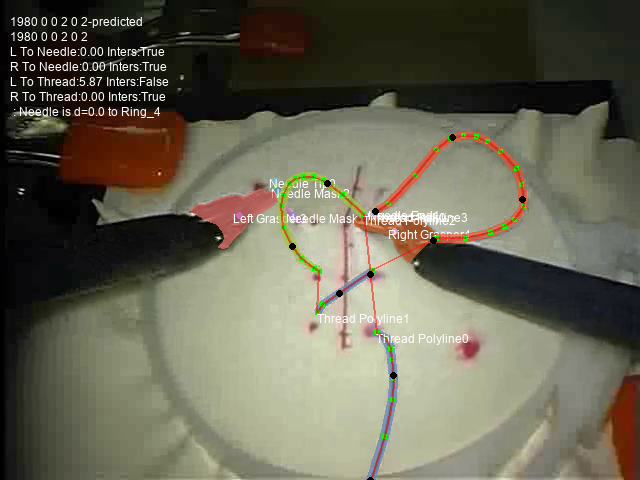 1980 0 0 2 0 2-predicted
1980 0 0 2 0 2
L To Needle:0.00 Inters:True
R To Needle:0.00 Inters:True
L To Thread:5.87 Inters:False
R To Thread:0.00 Inters:True
: Needle is d=0.0 to Ring_4
Left Grasper
Needle Mask
Right Grasper
Thread Polyline1
Thread Polyline0